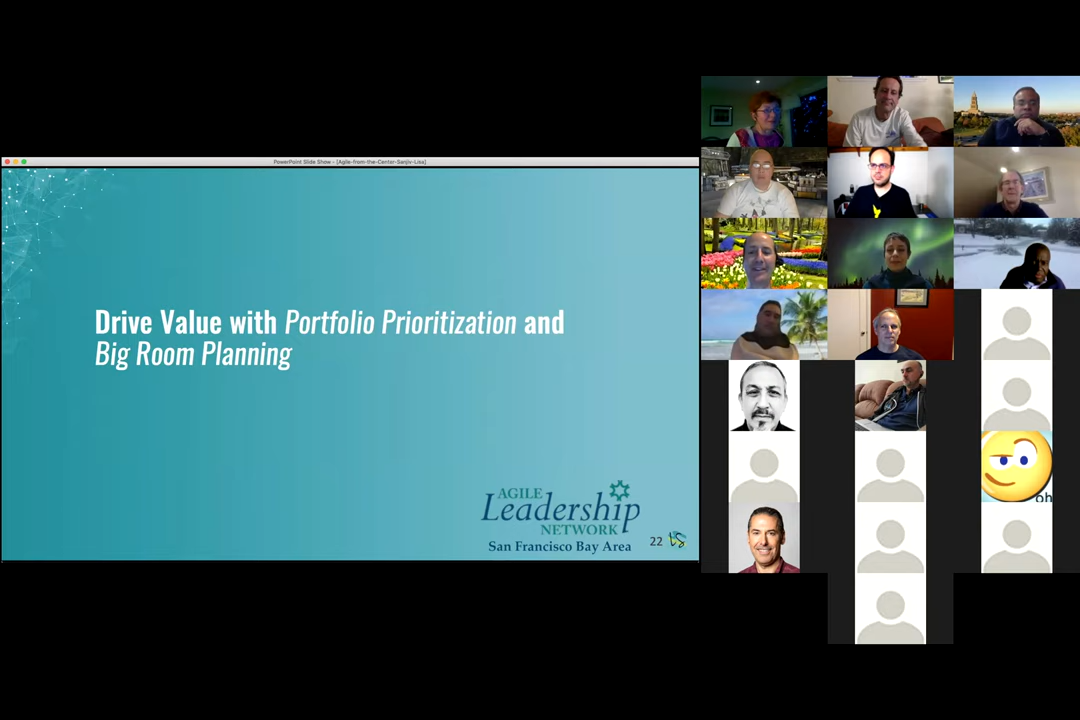 PowerPoint Slide Show - [Agile-from-the-Center-Sanjiv-Lisa]
Drive Value with Portfolio Prioritization and
Big Room Planning
AGILE
Leadership
NETWORK
San Francisco Bay Area
22
oh